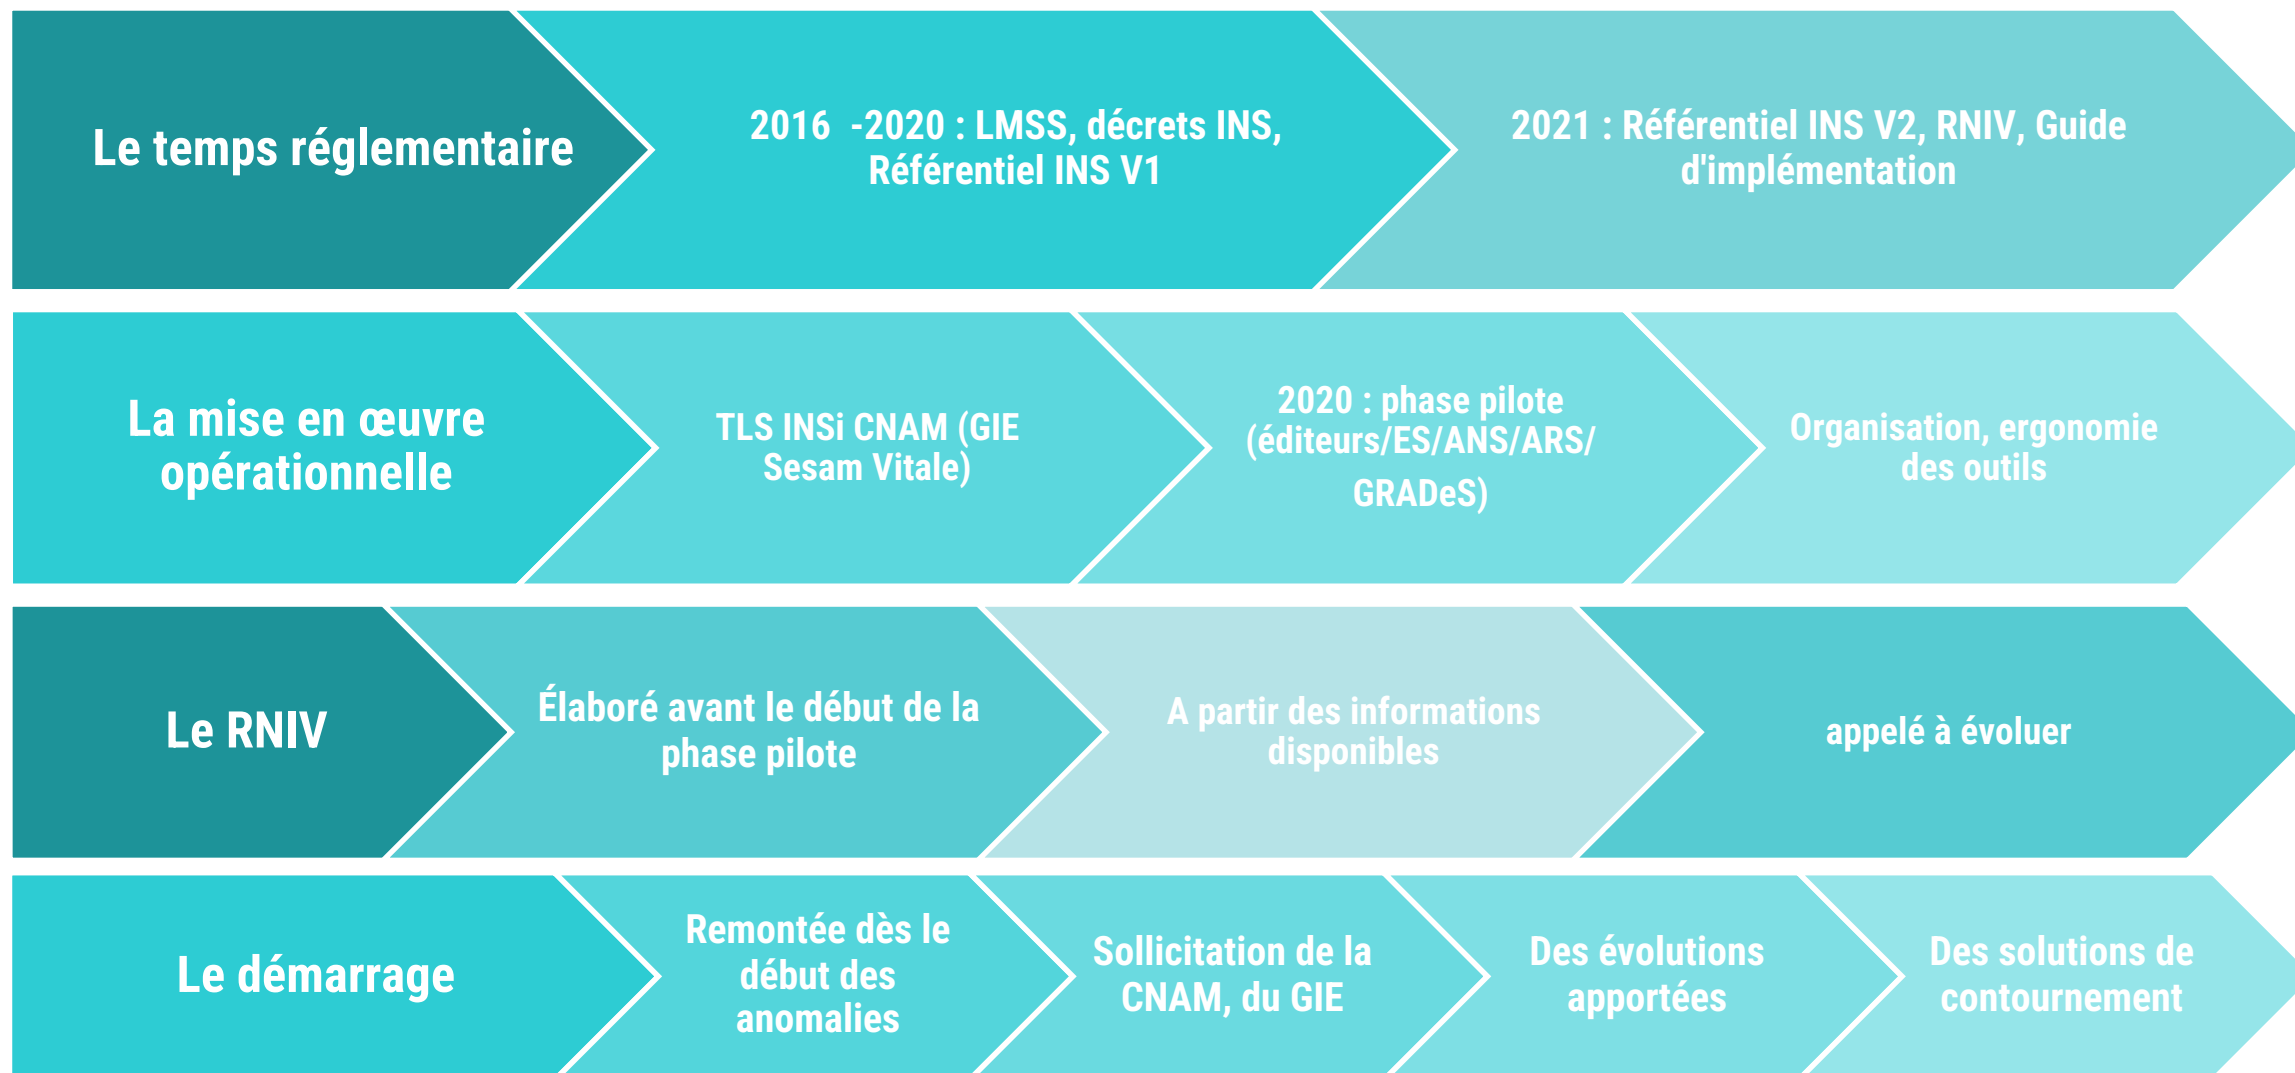 Le temps réglementaire
2016 -2020 : LMSS, décrets INS,
Référentiel INS V1
2021 : Référentiel INS V2, RNIV, Guide
d'implémentation
La mise en œuvre
opérationnelle
TLS INSi CNAM (GIE
Sesam Vitale)
2020 : phase pilote
(éditeurs/ES/ANS/ARS/
GRADeS)
Organisation, ergonomie
des outils
Le RNIV
Élaboré avant le début de la
phase pilote
A partir des informations
disponibles
appelé à évoluer
Le démarrage
Remontée dès le
début des
anomalies
Sollicitation de la
CNAM, du GIE
Des évolutions
apportées
Des solutions de
contournement